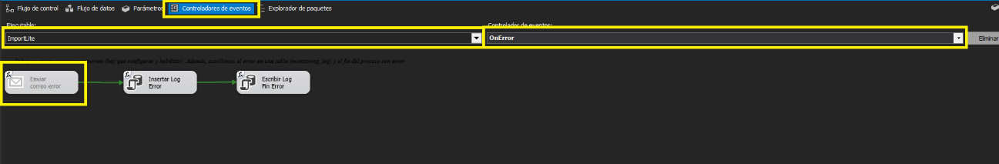 Flujo de control Flujo de datos Parámetros Controladores de eventos Explorador de paquetes
Ejecutable: Controlador de eventos:
ImportLite OnError Eliminar
correo (hay que configurar y habilitar). Además, escribimos el error en una tabla (monitoring_log) y el fin del proceso con error
Enviar
correo error
Insertar Log
Error
Escribir Log
Fin Error